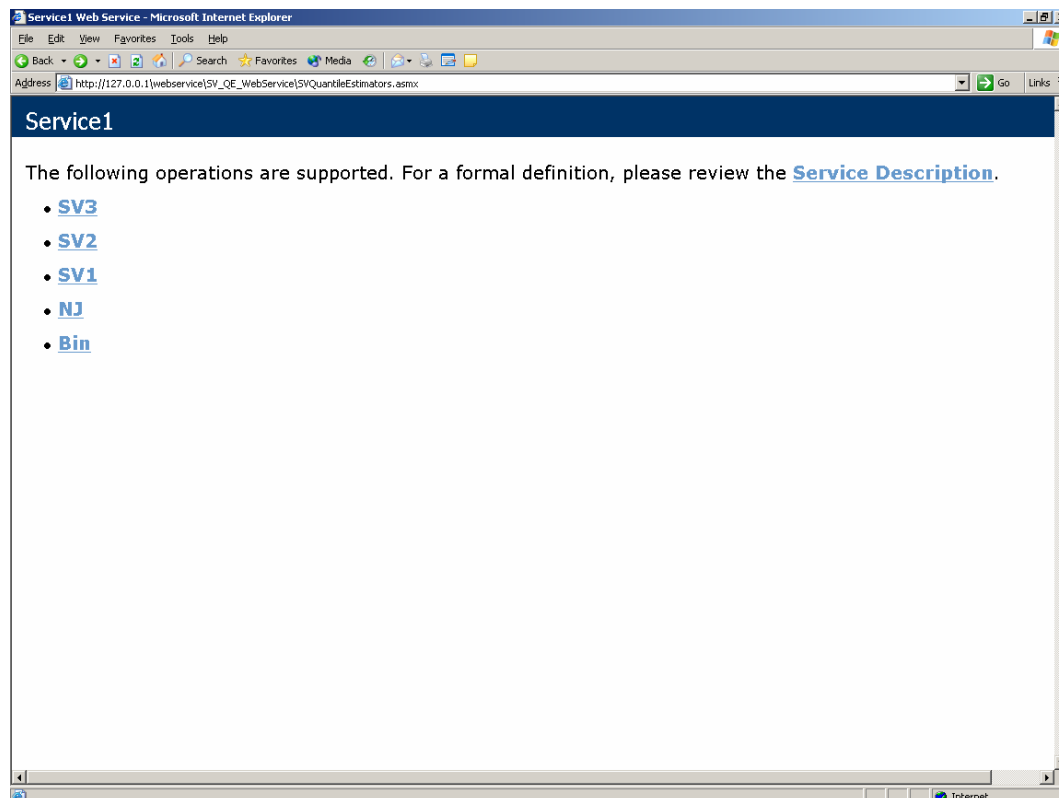 Service1 Web Service - Microsoft Internet Explorer
File Edit View Favorites Tools Help
Back Search Favorites Media
Address http://127.0.0.1\webservice\SV_QE_WebService\SVQuantileEstimators.asmx Go Links
Service1
The following operations are supported. For a formal definition, please review the Service Description.
• SV3
• SV2
• SV1
• NJ
• Bin
Internet